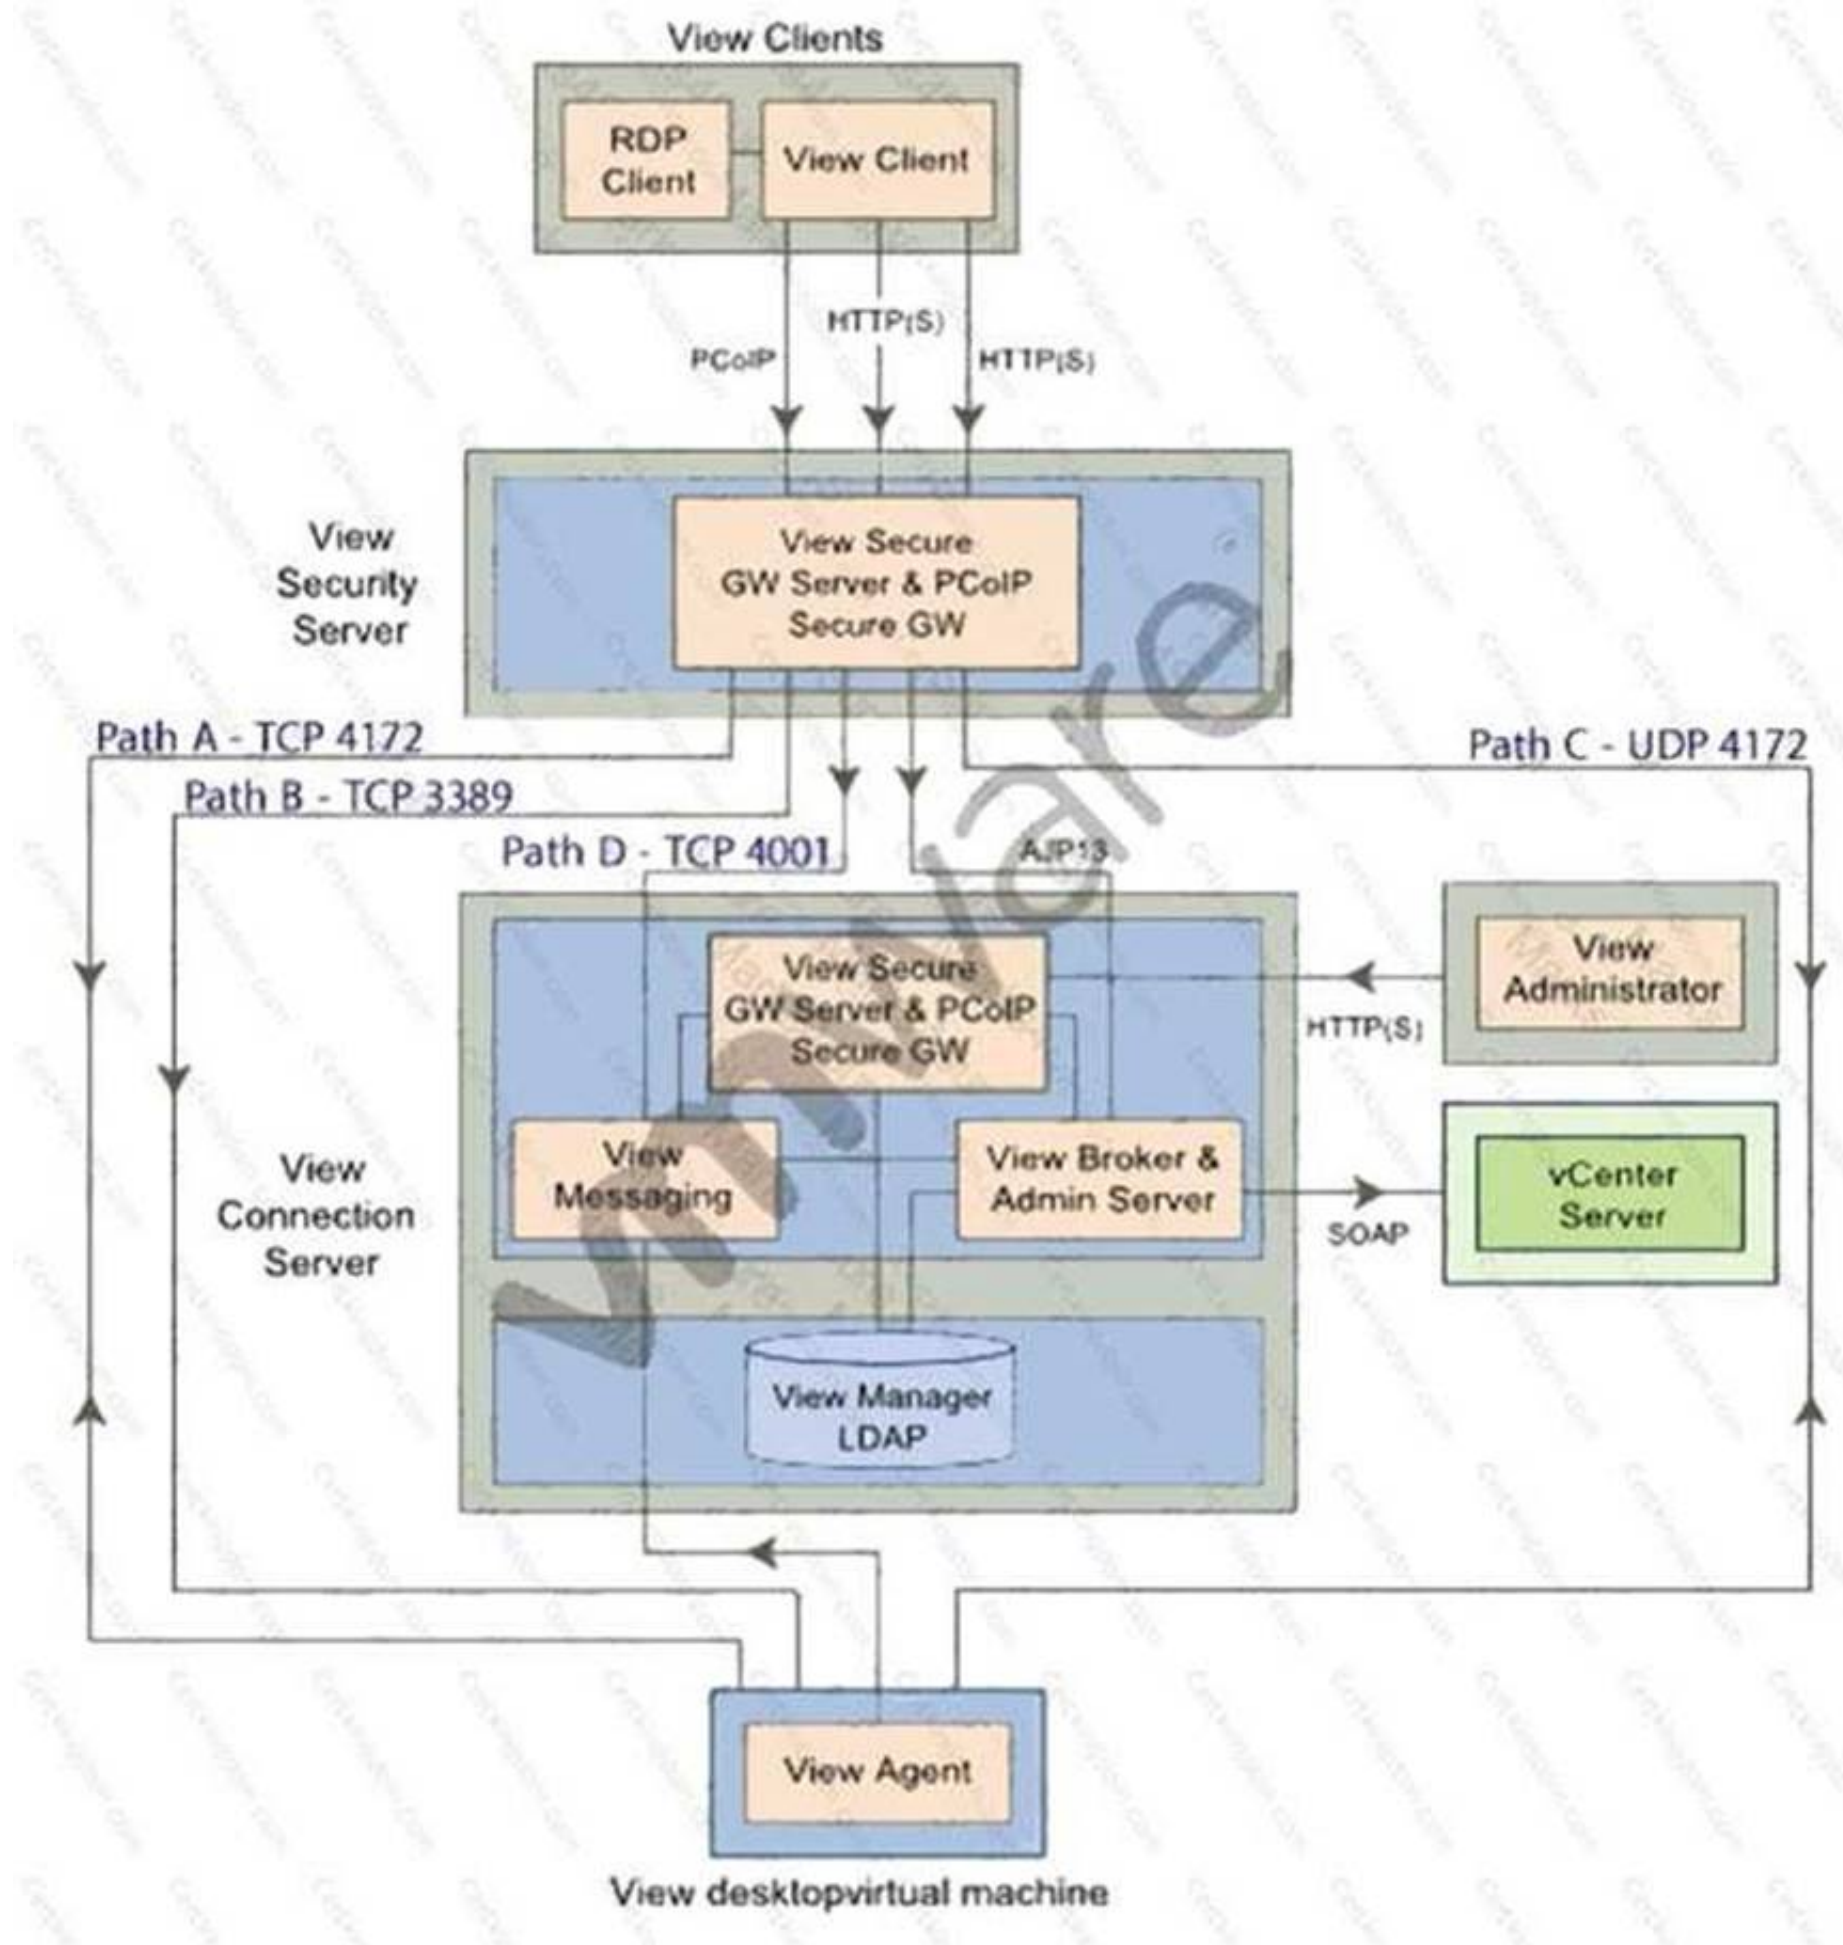 View Clients
RDP
Client
View Client
HTTP(S)
PCoIP
HTTP(S)
View
Security
Server
View Secure
GW Server & PCoIP
Secure GW
Path A - TCP 4172
Path C - UDP 4172
Path B - TCP 3389
Path D - TCP 4001
AJP13
View Secure
GW Server & PCoIP
Secure GW
View
Administrator
HTTP(S)
View
Connection
Server
View
Messaging
View Broker &
Admin Server
SOAP
vCenter
Server
View Manager
LDAP
View Agent
View desktopvirtual machine
vmware